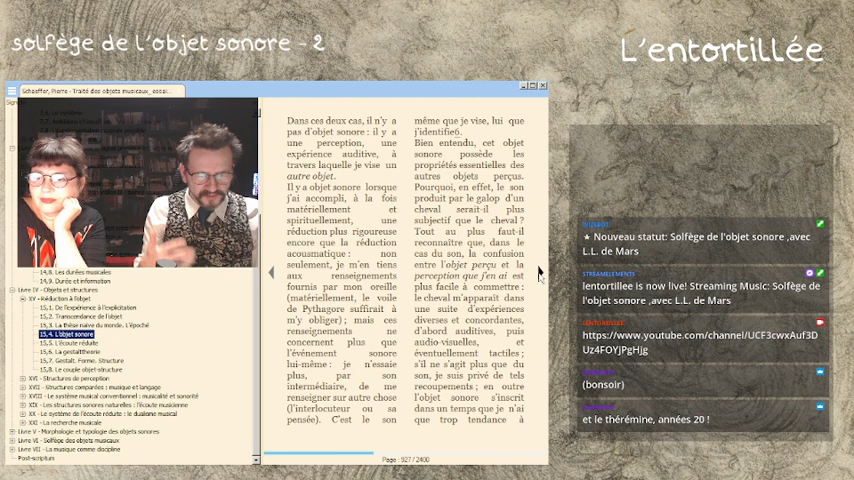 solfège de l'objet sonore - 2
L'entortillée
Schaeffer, Pierre - Traité des objets musicaux_ essai...
14,8. Les durées musicales
14,9. Durée et information
Livre IV - Objets et structures
XV - Réduction à l'objet
15,1. De l'expérience à l'explication
15,2. Transcendance de l'objet
15,3. La thèse naïve du monde. L'époché
15,4. L'objet sonore
15,5. L'écoute réduite
15,6. La gestalttheorie
15,7. Gestalt. Forme. Structure
15,8. Le couple objet-structure
XVI - Structures de perception
XVII - Structures comparées : musique et langage
XVIII - Le système musical conventionnel : musicalité et sonorité
XIX - Les structures sonores naturelles : l'écoute musicienne
XX - Le système de l'écoute réduite : le dualisme musical
XXI - La recherche musicale
Livre V - Morphologie et typologie des objets sonores
Livre VI - Solfège des objets musicaux
Livre VII - La musique comme discipline
Post-scriptum
Dans ces deux cas, il n'y a
pas d'objet sonore : il y a
une perception, une
expérience auditive, à
travers laquelle je vise un
autre objet.
Il y a objet sonore lorsque
j'ai accompli, à la fois
matériellement et
spirituellement, une
réduction plus rigoureuse
encore que la réduction
acousmatique : non
seulement, je m'en tiens
aux renseignements
fournis par mon oreille
(matériellement, le voile
de Pythagore suffirait à
m'y obliger) ; mais ces
renseignements ne
concernent plus que
l'événement sonore
lui-même : je n'essaie
plus, par son
intermédiaire, de me
renseigner sur autre chose
(l'interlocuteur ou sa
pensée). C'est le son
même que je vise, lui que
j'identifie6.
Bien entendu, cet objet
sonore possède les
propriétés essentielles des
autres objets perçus.
Pourquoi, en effet, le son
produit par le galop d'un
cheval serait-il plus
subjectif que le cheval ?
Tout au plus faut-il
reconnaître que, dans le
cas du son, la confusion
entre l'objet perçu et la
perception que j'en ai est
plus facile à commettre :
le cheval m'apparaît dans
une suite d'expériences
diverses et concordantes,
d'abord auditives, puis
audio-visuelles, et
éventuellement tactiles ;
s'il ne s'agit plus que du
son, je suis privé de tels
recoupements ; en outre
l'objet sonore s'inscrit
dans un temps que je n'ai
que trop tendance à
Page : 927 / 2400
★ Nouveau statut: Solfège de l'objet sonore ,avec
L.L. de Mars
STREAMELEMENTS
lentortillee is now live! Streaming Music: Solfège de
l'objet sonore ,avec L.L. de Mars
LENTORTILLEE
https://www.youtube.com/channel/UCF3cwxAuf3D
Uz4FOYjPgHjg
(bonsoir)
et le thérémine, années 20 !